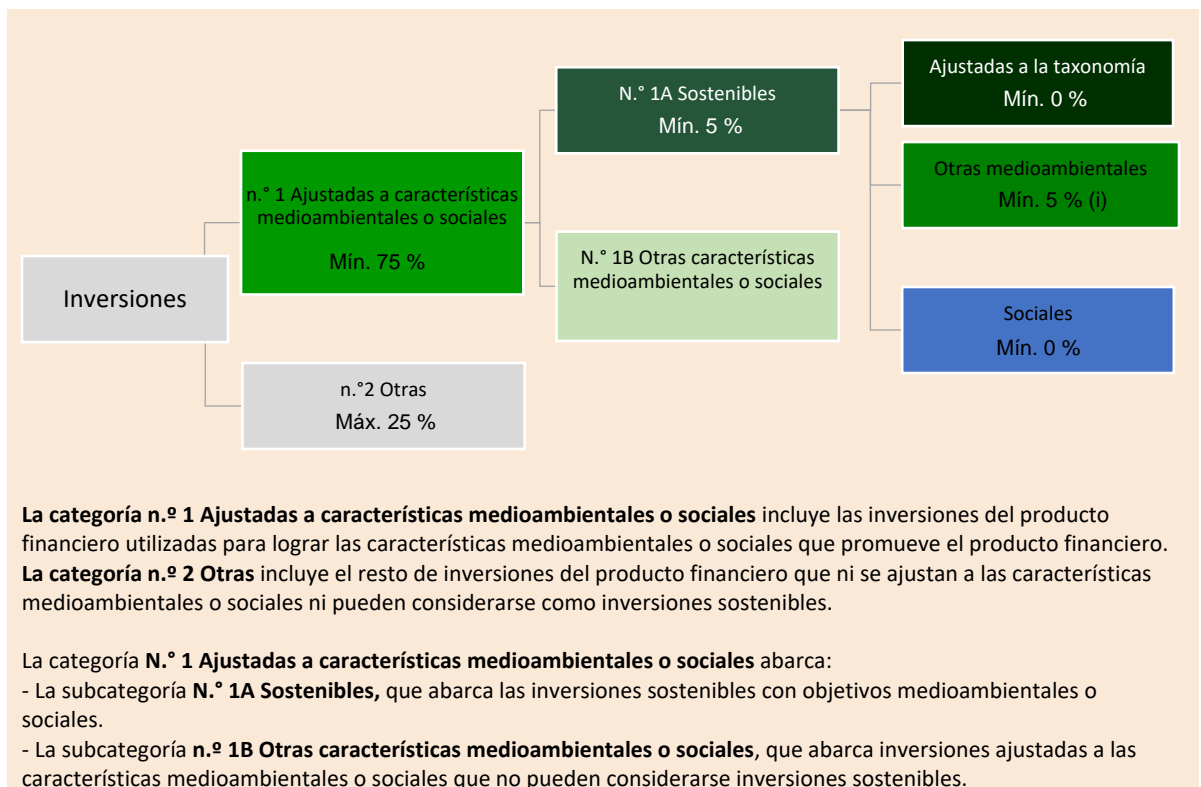 Inversiones
n.° 1 Ajustadas a características
medioambientales o sociales
Mín. 75 %
n.°2 Otras
Máx. 25 %
N.° 1A Sostenibles
Mín. 5 %
N.° 1B Otras características
medioambientales o sociales
Ajustadas a la taxonomía
Mín. 0 %
Otras medioambientales
Mín. 5 % (i)
Sociales
Mín. 0 %
La categoría n.º 1 Ajustadas a características medioambientales o sociales incluye las inversiones del producto
financiero utilizadas para lograr las características medioambientales o sociales que promueve el producto financiero.
La categoría n.º 2 Otras incluye el resto de inversiones del producto financiero que ni se ajustan a las características
medioambientales o sociales ni pueden considerarse como inversiones sostenibles.
La categoría N.° 1 Ajustadas a características medioambientales o sociales abarca:
- La subcategoría N.° 1A Sostenibles, que abarca las inversiones sostenibles con objetivos medioambientales o
sociales.
- La subcategoría n.º 1B Otras características medioambientales o sociales, que abarca inversiones ajustadas a las
características medioambientales o sociales que no pueden considerarse inversiones sostenibles.